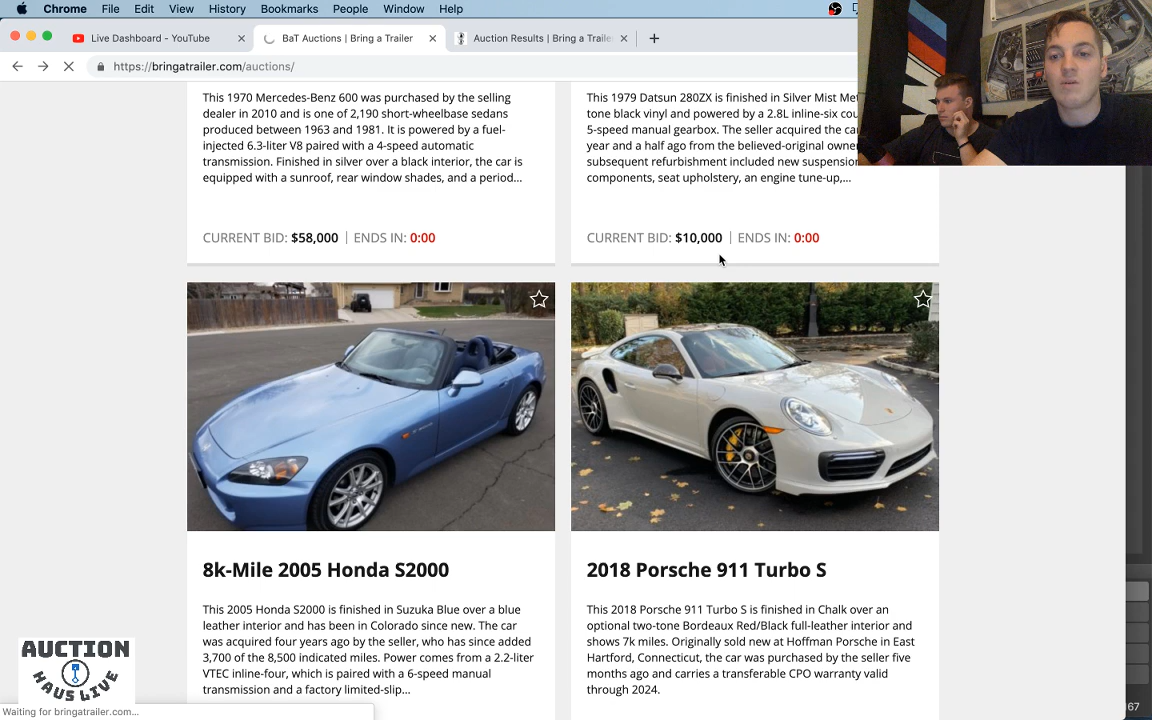 Chrome File Edit View History Bookmarks People Window Help
Live Dashboard - YouTube
BaT Auctions | Bring a Trailer
Auction Results | Bring a Traile
https://bringatrailer.com/auctions/
This 1970 Mercedes-Benz 600 was purchased by the selling
dealer in 2010 and is one of 2,190 short-wheelbase sedans
produced between 1963 and 1981. It is powered by a fuel-
injected 6.3-liter V8 paired with a 4-speed automatic
transmission. Finished in silver over a black interior, the car is
equipped with a sunroof, rear window shades, and a period...
CURRENT BID: $58,000 | ENDS IN: 0:00
This 1979 Datsun 280ZX is finished in Silver Mist Met
tone black vinyl and powered by a 2.8L inline-six cou
5-speed manual gearbox. The seller acquired the car
year and a half ago from the believed-original owne
subsequent refurbishment included new suspension
components, seat upholstery, an engine tune-up,...
CURRENT BID: $10,000 | ENDS IN: 0:00
8k-Mile 2005 Honda S2000
This 2005 Honda S2000 is finished in Suzuka Blue over a blue
leather interior and has been in Colorado since new. The car
was acquired four years ago by the seller, who has since added
3,700 of the 8,500 indicated miles. Power comes from a 2.2-liter
VTEC inline-four, which is paired with a 6-speed manual
transmission and a factory limited-slip...
2018 Porsche 911 Turbo S
This 2018 Porsche 911 Turbo S is finished in Chalk over an
optional two-tone Bordeaux Red/Black full-leather interior and
shows 7k miles. Originally sold new at Hoffman Porsche in East
Hartford, Connecticut, the car was purchased by the seller five
months ago and carries a transferable CPO warranty valid
through 2024.
AUCTION
HAUS LIVE
Waiting for bringatrailer.com...
67